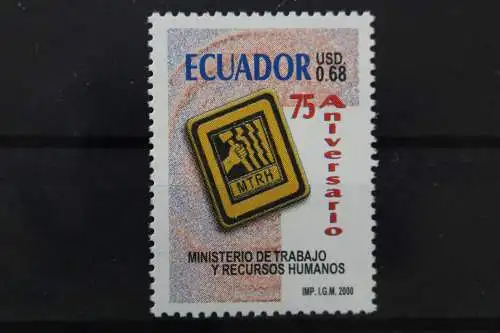 ECUADOR
USD.
0.68
75
Aniversario
MTRH
MINISTERIO DE TRABAJO
Y RECURSOS HUMANOS
IMP. I.G.M. 2000